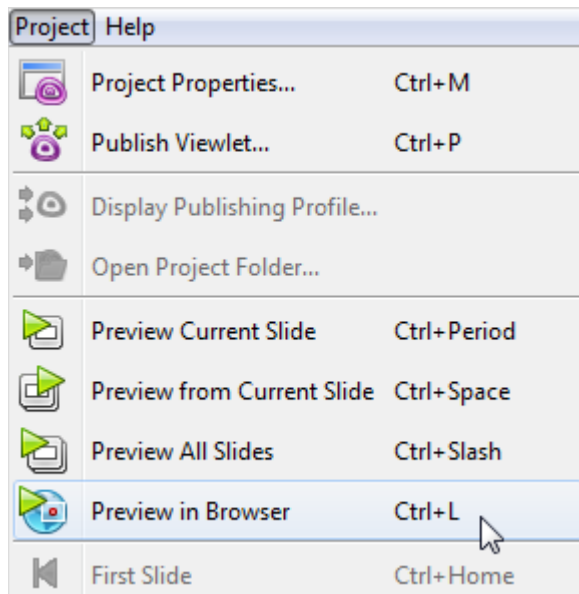 Project Help
Project Properties... Ctrl+M
Publish Viewlet... Ctrl+P
Display Publishing Profile...
Open Project Folder...
Preview Current Slide Ctrl+Period
Preview from Current Slide Ctrl+Space
Preview All Slides Ctrl+Slash
Preview in Browser Ctrl+L
First Slide Ctrl+Home